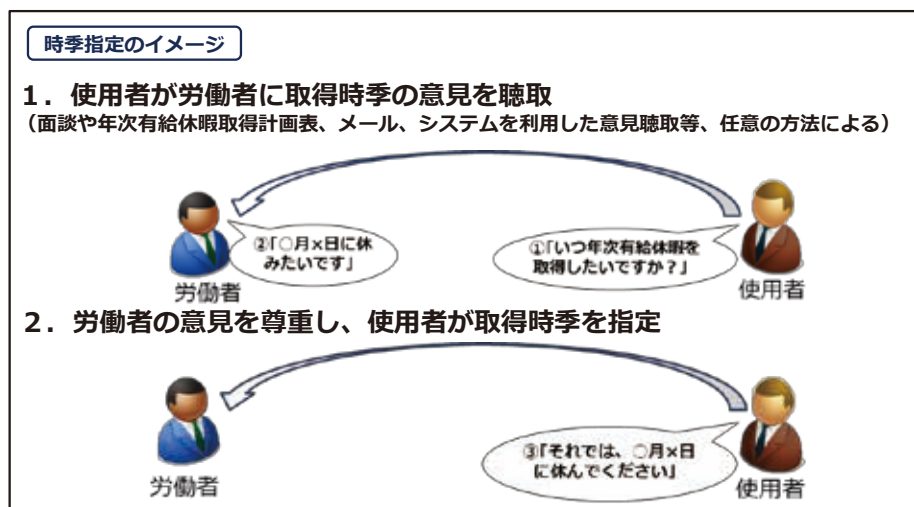 時季指定のイメージ
1．使用者が労働者に取得時季の意見を聴取
（面談や年次有給休暇取得計画表、メール、システムを利用した意見聴取等、任意の方法による）
②「○月×日に休
みたいです」
①「いつ年次有給休暇を
取得したいですか？」
労働者
使用者
2．労働者の意見を尊重し、使用者が取得時季を指定
③「それでは、○月×日
に休んでください」
労働者
使用者